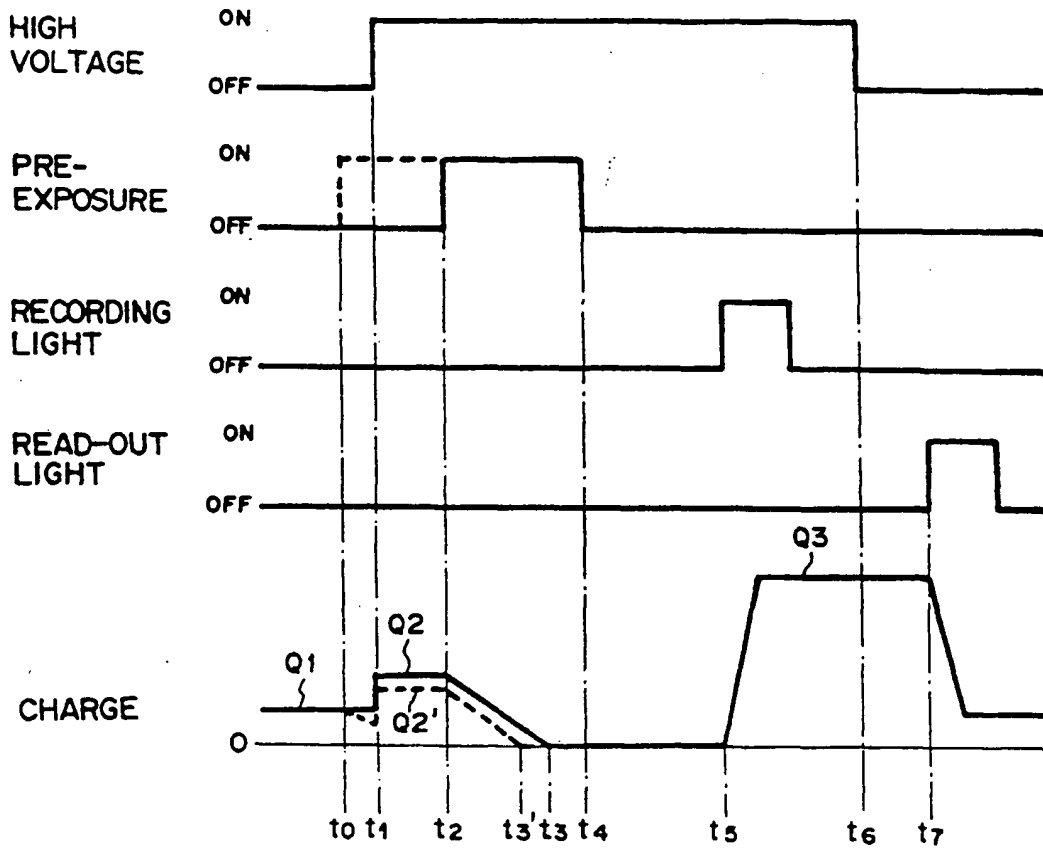 HIGH
VOLTAGE
ON
OFF
PRE-
EXPOSURE
ON
OFF
RECORDING
LIGHT
ON
OFF
READ-OUT
LIGHT
ON
OFF
CHARGE
Q1
Q2
Q2'
Q3
0
t0 t1 t2 t3' t3 t4 t5 t6 t7